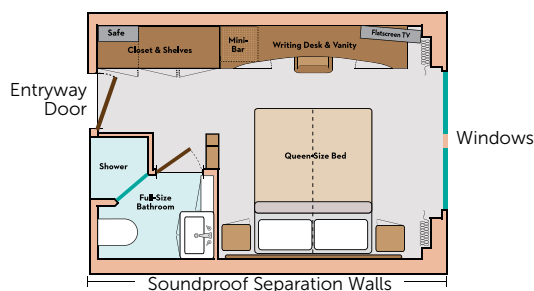 Safe
Closet & Shelves
Mini-
Bar
Writing Desk & Vanity
Flatscreen TV
Entryway
Door
Windows
Shower
Queen-Size Bed
Full-Size
Bathroom
Soundproof Separation Walls